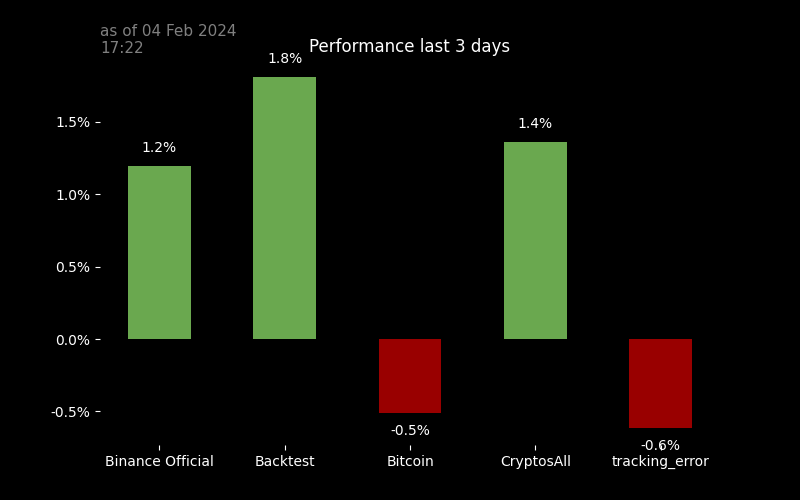 as of 04 Feb 2024
17:22
Performance last 3 days
1.8%
1.5%
1.4%
1.2%
1.0%
0.5%
0.0%
-0.5%
-0.5%
-0.6%
Binance Official
Backtest
Bitcoin
CryptosAll
tracking_error